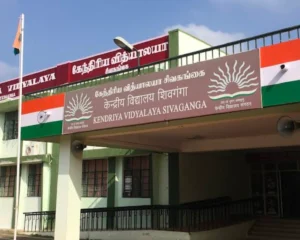 கேந்திரிய வித்யாலயா
சிவகங்கை
VIDYALAYA
கேந்திரிய வித்யாலயா சிவகங்கை
केन्द्रीय विद्यालय शिवगंगा
KENDRIYA VIDYALAYA SIVAGANGA